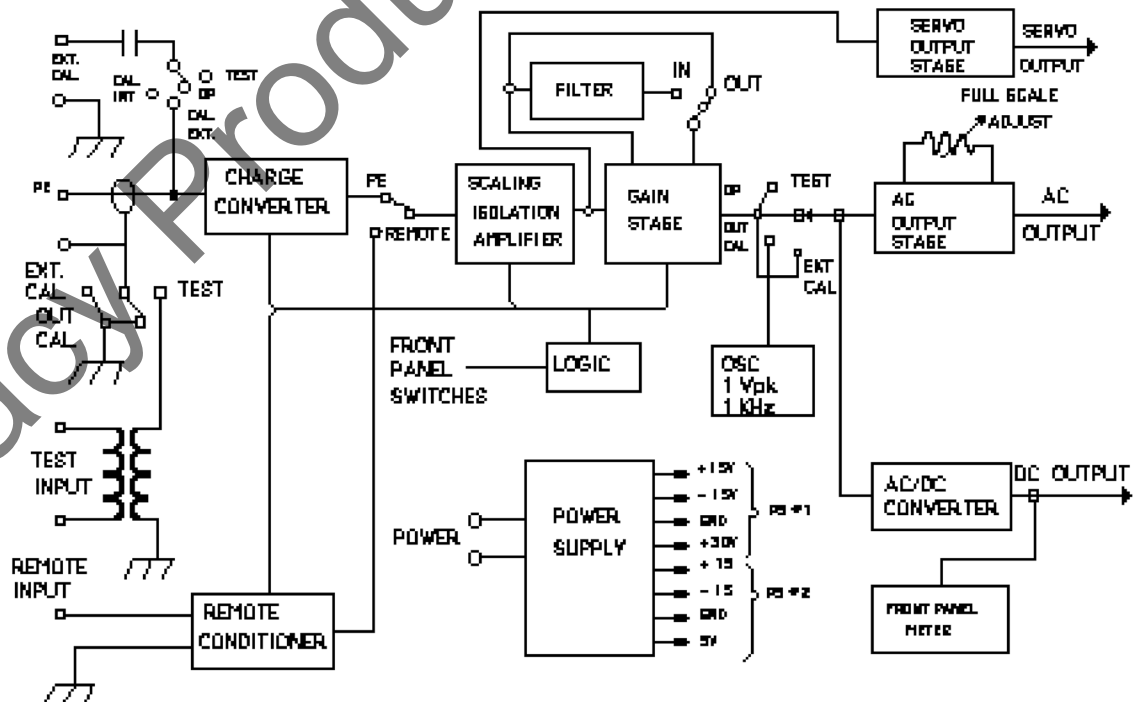 EXT.
CAL.
CAL
INT
TEST
OP
CAL
EXT.
PE
CHARGE
CONVERTER
PE
REMOTE
SCALING
ISOLATION
AMPLIFIER
FILTER
IN
OUT
GAIN
STAGE
OP
OUT
CAL
TEST
EXT
CAL
SERVO
OUTPUT
STAGE
SERVO
OUTPUT
FULL SCALE
ADJUST
AC
OUTPUT
STAGE
AC
OUTPUT
EXT.
CAL
OUT
CAL
TEST
FRONT
PANEL
SWITCHES
LOGIC
OSC
1 Vpk
1 KHz
TEST
INPUT
POWER
POWER
SUPPLY
+15V
-15V
GND
+30V
PS #1
+15
-15
GND
5V
PS #2
AC/DC
CONVERTER
DC OUTPUT
FRONT PANEL
METER
REMOTE
INPUT
REMOTE
CONDITIONER